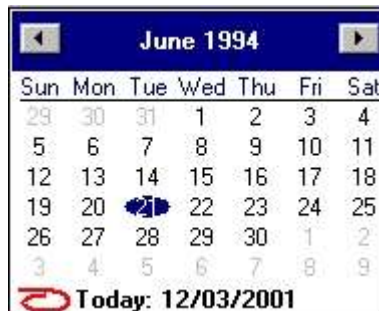 June 1994
Sun Mon Tue Wed Thu Fri Sat
29 30 31 1 2 3 4
5 6 7 8 9 10 11
12 13 14 15 16 17 18
19 20 21 22 23 24 25
26 27 28 29 30 1 2
3 4 5 6 7 8 9
Today: 12/03/2001